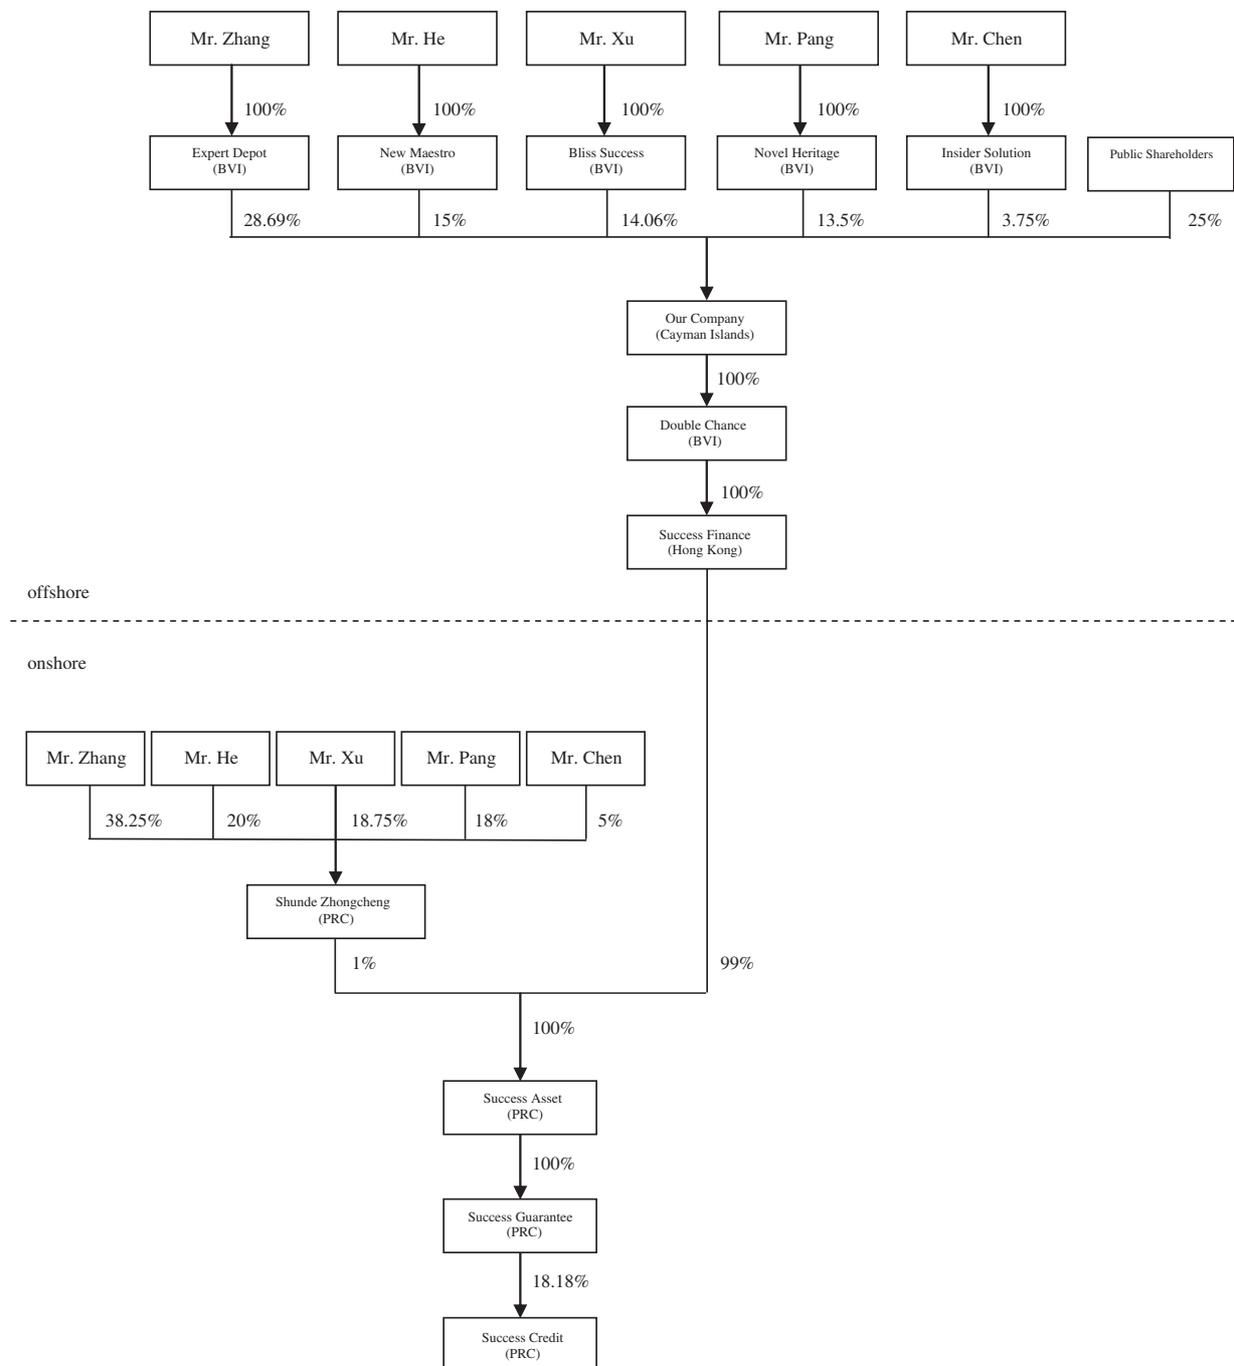 Mr. Zhang
Mr. He
Mr. Xu
Mr. Pang
Mr. Chen
100%
100%
100%
100%
100%
Expert Depot
(BVI)
New Maestro
(BVI)
Bliss Success
(BVI)
Novel Heritage
(BVI)
Insider Solution
(BVI)
Public Shareholders
28.69%
15%
14.06%
13.5%
3.75%
25%
Our Company
(Cayman Islands)
100%
Double Chance
(BVI)
100%
Success Finance
(Hong Kong)
offshore
onshore
Mr. Zhang
Mr. He
Mr. Xu
Mr. Pang
Mr. Chen
38.25%
20%
18.75%
18%
5%
Shunde Zhongcheng
(PRC)
1%
99%
100%
Success Asset
(PRC)
100%
Success Guarantee
(PRC)
18.18%
Success Credit
(PRC)